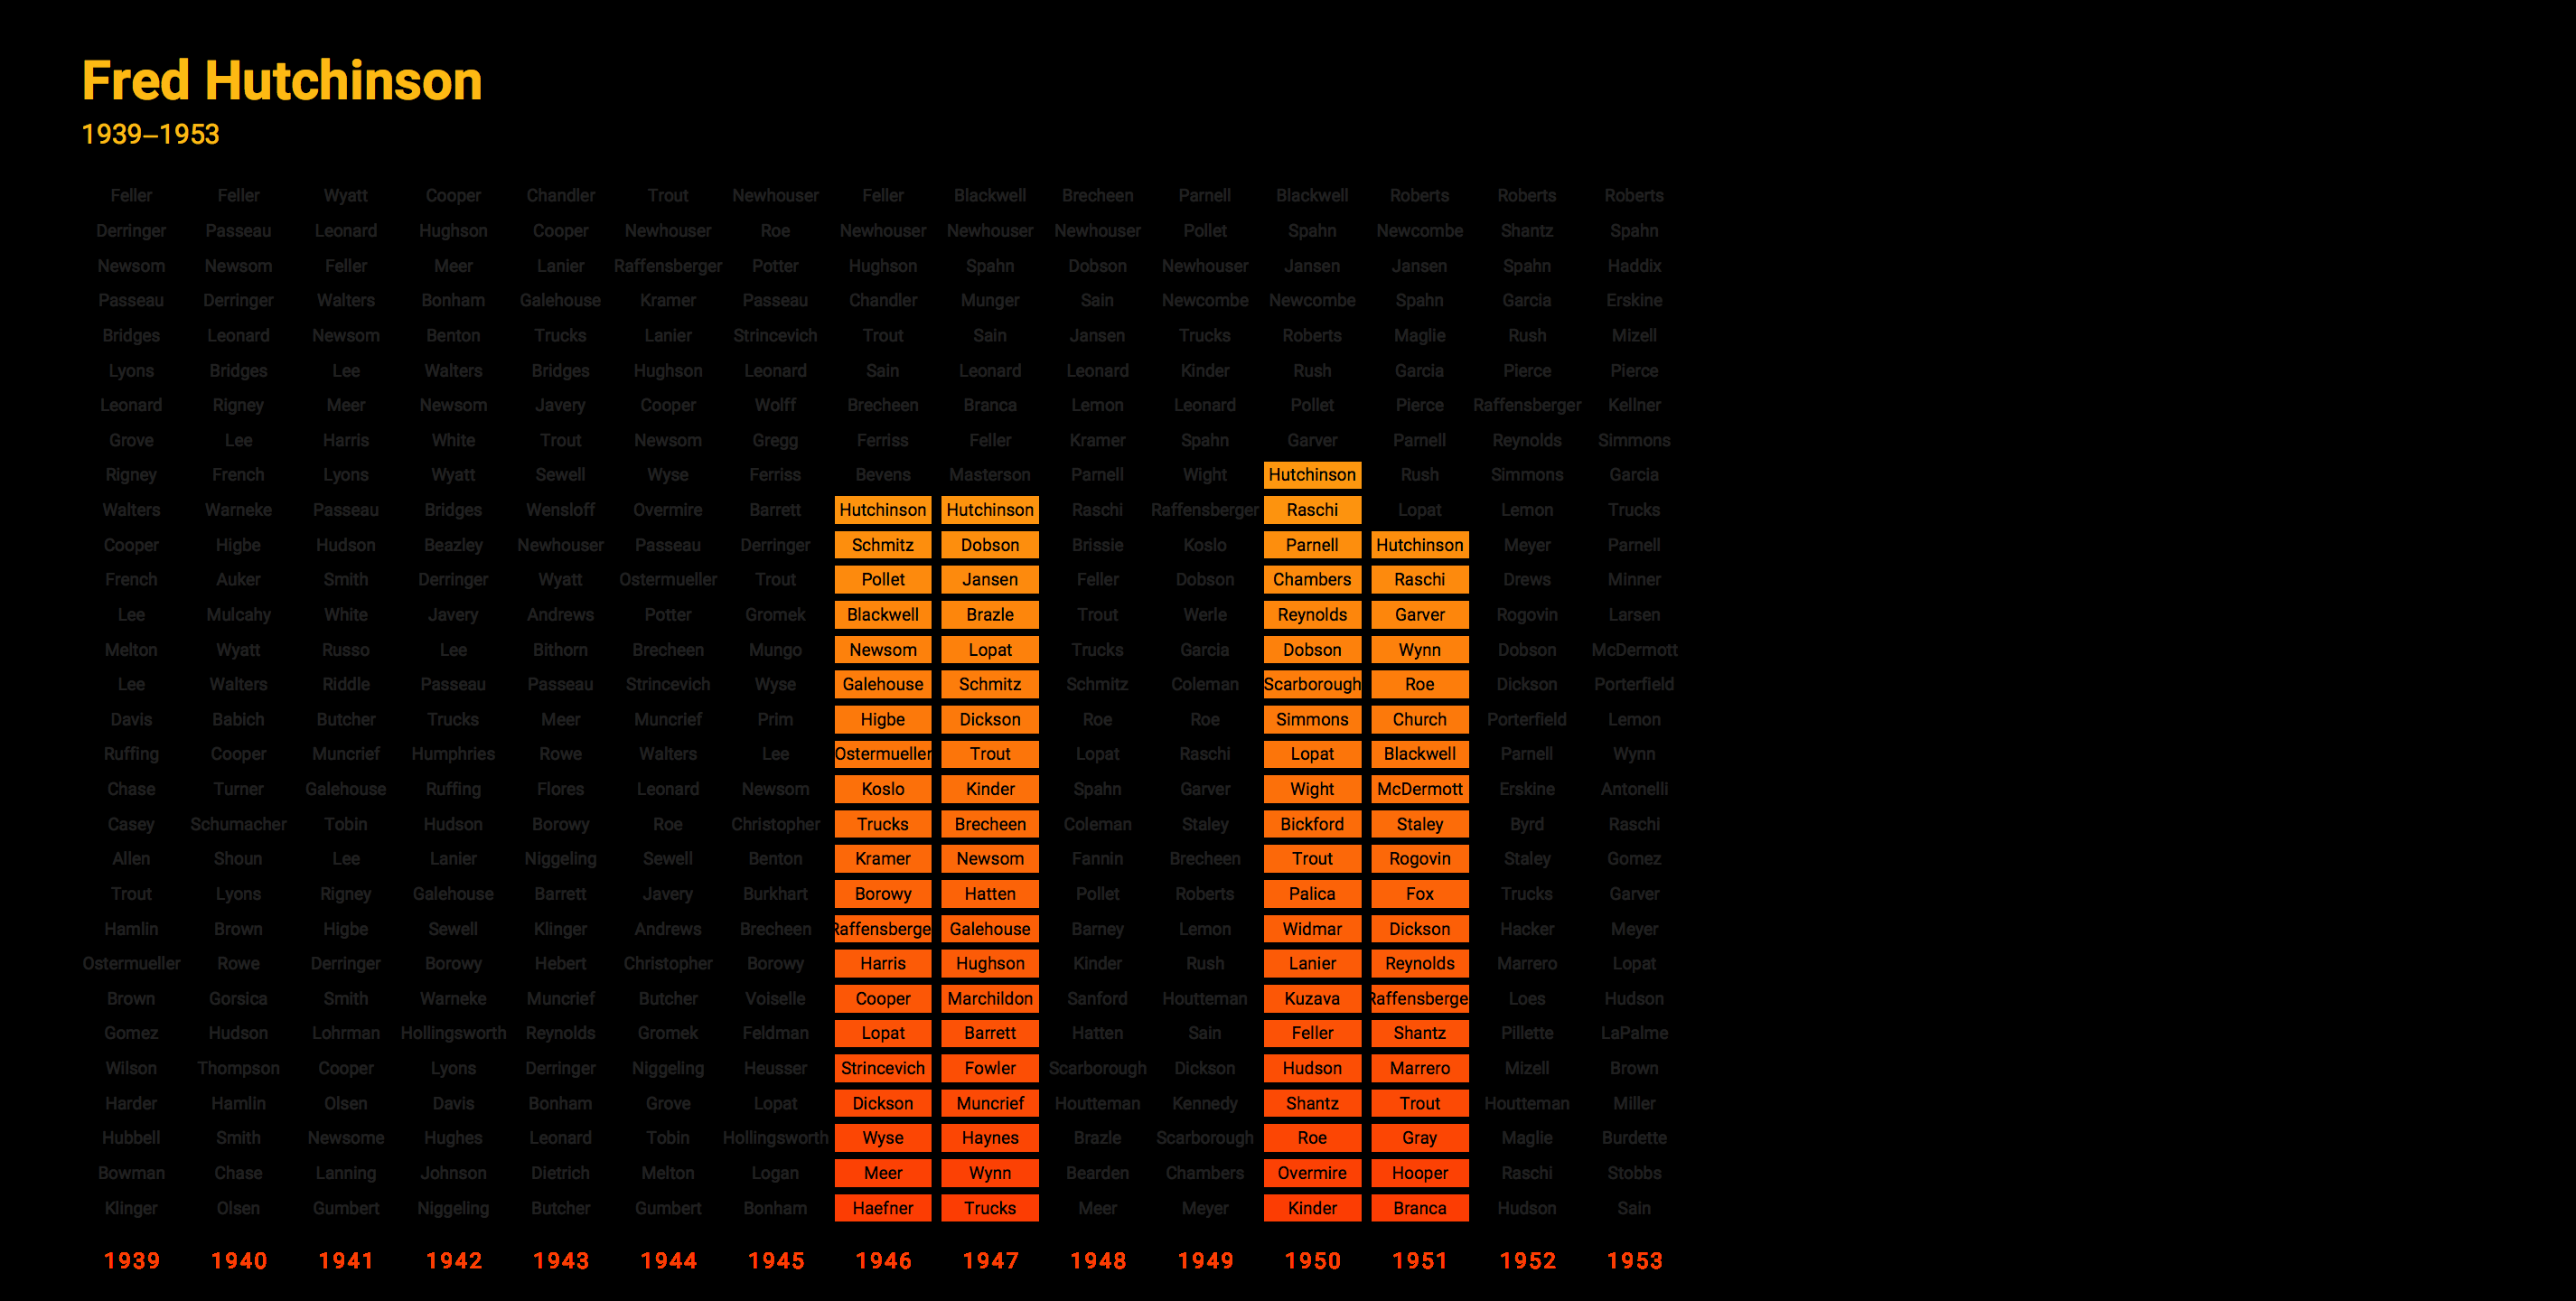 Fred Hutchinson
1939–1953
Feller Feller Wyatt Cooper Chandler Trout Newhouser Feller Blackwell Brecheen Parnell Blackwell Roberts Roberts Roberts
Derringer Passeau Leonard Hughson Cooper Newhouser Roe Newhouser Newhouser Newhouser Pollet Spahn Newcombe Shantz Spahn
Newsom Newsom Feller Meer Lanier Raffensberger Potter Hughson Spahn Dobson Newhouser Jansen Jansen Spahn Haddix
Passeau Derringer Walters Bonham Galehouse Kramer Passeau Chandler Munger Sain Newcombe Newcombe Spahn Garcia Erskine
Bridges Leonard Newsom Benton Trucks Lanier Strincevich Trout Sain Jansen Trucks Roberts Maglie Rush Mizell
Lyons Bridges Lee Walters Bridges Hughson Leonard Sain Leonard Leonard Kinder Rush Garcia Pierce Pierce
Leonard Rigney Meer Newsom Javery Cooper Wolff Brecheen Branca Lemon Leonard Pollet Pierce Raffensberger Kellner
Grove Lee Harris White Trout Newsom Gregg Ferriss Feller Kramer Spahn Garver Parnell Reynolds Simmons
Rigney French Lyons Wyatt Sewell Wyse Ferriss Bevens Masterson Parnell Wight Hutchinson Rush Simmons Garcia
Walters Warneke Passeau Bridges Wensloff Overmire Barrett Hutchinson Hutchinson Raschi Raffensberger Raschi Lopat Lemon Trucks
Cooper Higbe Hudson Beazley Newhouser Passeau Derringer Schmitz Dobson Brissie Koslo Parnell Hutchinson Meyer Parnell
French Auker Smith Derringer Wyatt Ostermueller Trout Pollet Jansen Feller Dobson Chambers Raschi Drews Minner
Lee Mulcahy White Javery Andrews Potter Gromek Blackwell Brazle Trout Werle Reynolds Garver Rogovin Larsen
Melton Wyatt Russo Lee Bithorn Brecheen Mungo Newsom Lopat Trucks Garcia Dobson Wynn Dobson McDermott
Lee Walters Riddle Passeau Passeau Strincevich Wyse Galehouse Schmitz Schmitz Coleman Scarborough Roe Dickson Porterfield
Davis Babich Butcher Trucks Meer Muncrief Prim Higbe Dickson Roe Roe Simmons Church Porterfield Lemon
Ruffing Cooper Muncrief Humphries Rowe Walters Lee Ostermueller Trout Lopat Raschi Lopat Blackwell Parnell Wynn
Chase Turner Galehouse Ruffing Flores Leonard Newsom Koslo Kinder Spahn Garver Wight McDermott Erskine Antonelli
Casey Schumacher Tobin Hudson Borowy Roe Christopher Trucks Brecheen Coleman Staley Bickford Staley Byrd Raschi
Allen Shoun Lee Lanier Niggeling Sewell Benton Kramer Newsom Fannin Brecheen Trout Rogovin Staley Gomez
Trout Lyons Rigney Galehouse Barrett Javery Burkhart Borowy Hatten Pollet Roberts Palica Fox Trucks Garver
Hamlin Brown Higbe Sewell Klinger Andrews Brecheen Raffensberge Galehouse Barney Lemon Widmar Dickson Hacker Meyer
Ostermueller Rowe Derringer Borowy Hebert Christopher Borowy Harris Hughson Kinder Rush Lanier Reynolds Marrero Lopat
Brown Gorsica Smith Warneke Muncrief Butcher Voiselle Cooper Marchildon Sanford Houtteman Kuzava Raffensberge Loes Hudson
Gomez Hudson Lohrman Hollingsworth Reynolds Gromek Feldman Lopat Barrett Hatten Sain Feller Shantz Pillette LaPalme
Wilson Thompson Cooper Lyons Derringer Niggeling Heusser Strincevich Fowler Scarborough Dickson Hudson Marrero Mizell Brown
Harder Hamlin Olsen Davis Bonham Grove Lopat Dickson Muncrief Houtteman Kennedy Shantz Trout Houtteman Miller
Hubbell Smith Newsome Hughes Leonard Tobin Hollingsworth Wyse Haynes Brazle Scarborough Roe Gray Maglie Burdette
Bowman Chase Lanning Johnson Dietrich Melton Logan Meer Wynn Bearden Chambers Overmire Hooper Raschi Stobbs
Klinger Olsen Gumbert Niggeling Butcher Gumbert Bonham Haefner Trucks Meer Meyer Kinder Branca Hudson Sain
1939 1940 1941 1942 1943 1944 1945 1946 1947 1948 1949 1950 1951 1952 1953